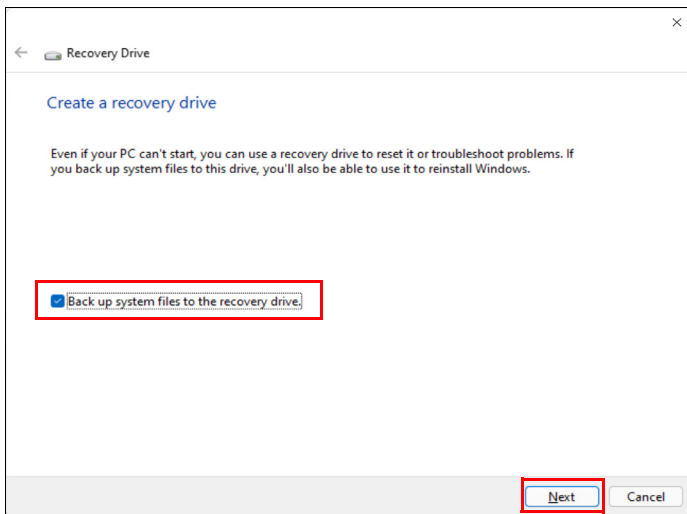 Recovery Drive
Create a recovery drive
Even if your PC can't start, you can use a recovery drive to reset it or troubleshoot problems. If
you back up system files to this drive, you'll also be able to use it to reinstall Windows.
Back up system files to the recovery drive.
Next Cancel